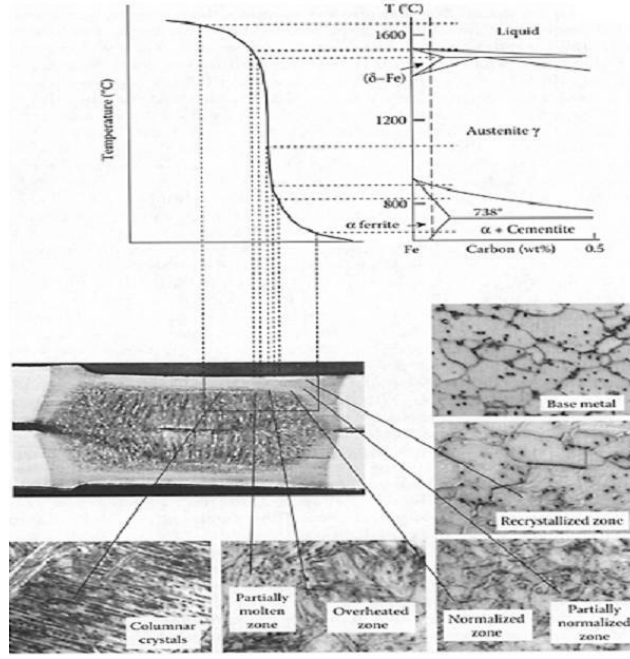 T (°C)
1600
Liquid
(δ–Fe)
Temperature (°C)
1200
Austenite γ
800
738°
α ferrite
α + Cementite
Fe
Carbon (wt%)
0.5
Base metal
Recrystallized zone
Columnar
crystals
Partially
molten
zone
Overheated
zone
Normalized
zone
Partially
normalized
zone